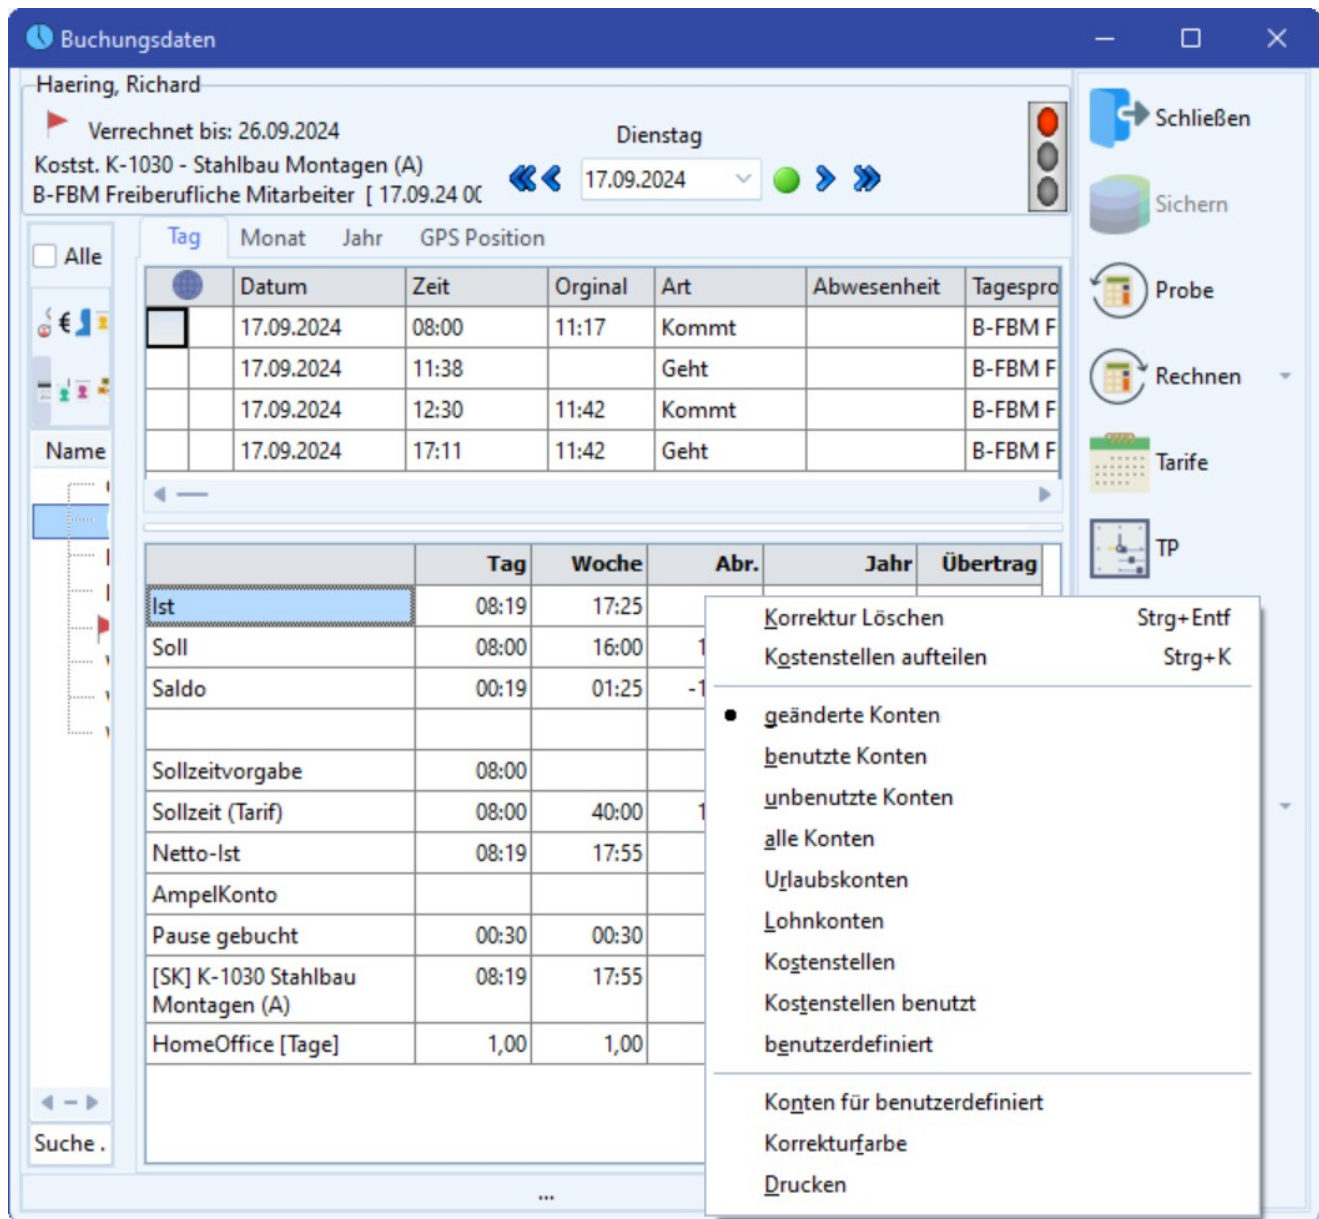 Buchungsdaten
Haering, Richard
Verrechnet bis: 26.09.2024
Kostst. K-1030 - Stahlbau Montagen (A)
B-FBM Freiberufliche Mitarbeiter [ 17.09.24 00
Dienstag
17.09.2024
Schließen
Sichern
Probe
Rechnen
Tarife
TP
Alle
€
Name
Suche .
Tag Monat Jahr GPS Position
Datum Zeit Orginal Art Abwesenheit Tagespro
17.09.2024 08:00 11:17 Kommt B-FBM F
17.09.2024 11:38 Geht B-FBM F
17.09.2024 12:30 11:42 Kommt B-FBM F
17.09.2024 17:11 11:42 Geht B-FBM F
Tag Woche Abr. Jahr Übertrag
Ist 08:19 17:25
Soll 08:00 16:00 1
Saldo 00:19 01:25 -1
Sollzeitvorgabe 08:00
Sollzeit (Tarif) 08:00 40:00 1
Netto-Ist 08:19 17:55
AmpelKonto
Pause gebucht 00:30 00:30
[SK] K-1030 Stahlbau 08:19 17:55
Montagen (A)
HomeOffice [Tage] 1,00 1,00
...
Korrektur Löschen Strg+Entf
Kostenstellen aufteilen Strg+K
geänderte Konten
benutzte Konten
unbenutzte Konten
alle Konten
Urlaubskonten
Lohnkonten
Kostenstellen
Kostenstellen benutzt
benutzerdefiniert
Konten für benutzerdefiniert
Korrekturfarbe
Drucken